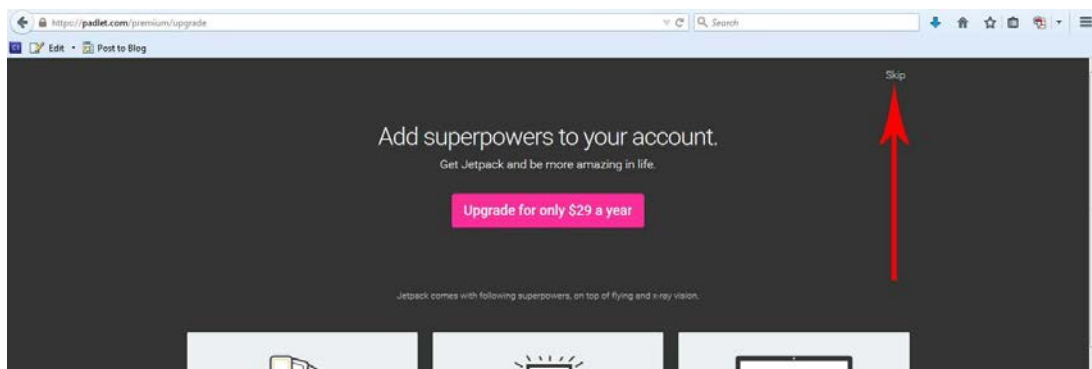 https://padlet.com/premium/upgrade
Search
Edit
Post to Blog
Skip
Add superpowers to your account.
Get Jetpack and be more amazing in life.
Upgrade for only $29 a year
Jetpack comes with following superpowers, on top of flying and x-ray vision.